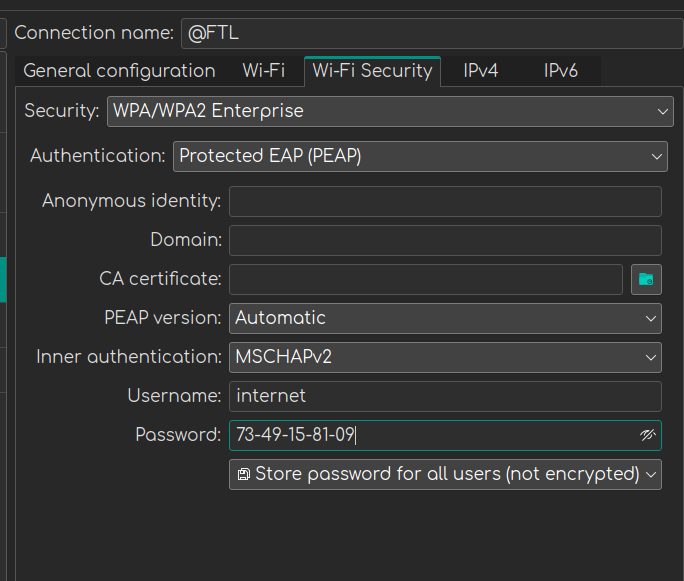 Connection name: @FTL
General configuration Wi-Fi Wi-Fi Security IPv4 IPv6
Security: WPA/WPA2 Enterprise
Authentication: Protected EAP (PEAP)
Anonymous identity:
Domain:
CA certificate:
PEAP version: Automatic
Inner authentication: MSCHAPv2
Username: internet
Password: 73-49-15-81-09
Store password for all users (not encrypted)